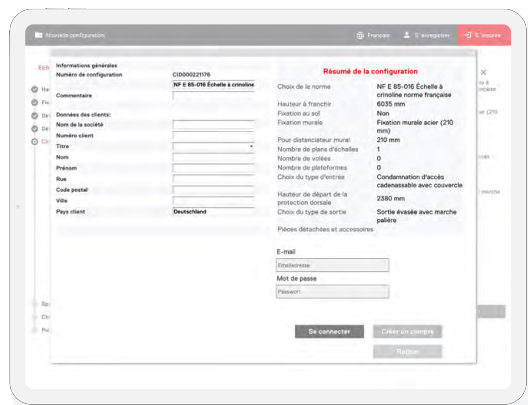 Nouvelle configuration
Français
S'enregistrer
S'inscrire
Informations générales
Numéro de configuration
CID000221176
NF E 85-016 Échelle à crinoline
Commentaire
Données des clients:
Nom de la société
Numéro client
Titre
Nom
Prénom
Rue
Code postal
Ville
Pays client
Deutschland
Résumé de la configuration
Choix de la norme
NF E 85-016 Échelle à
crinoline norme française
Hauteur à franchir
6035 mm
Fixation au sol
Non
Fixation murale
Fixation murale acier (210
mm)
Pour distanciateur mural
210 mm
Nombre de plans d'échelles
1
Nombre de volées
0
Nombre de plateformes
0
Choix du type d'entrée
Condamnation d'accès
cadenassable avec couvercle
Hauteur de départ de la
protection dorsale
2380 mm
Choix du type de sortie
Sortie évasée avec marche
palière
Pièces détachées et accessoires
E-mail
Emailadresse
Mot de passe
Passwort
Se connecter
Créer un compte